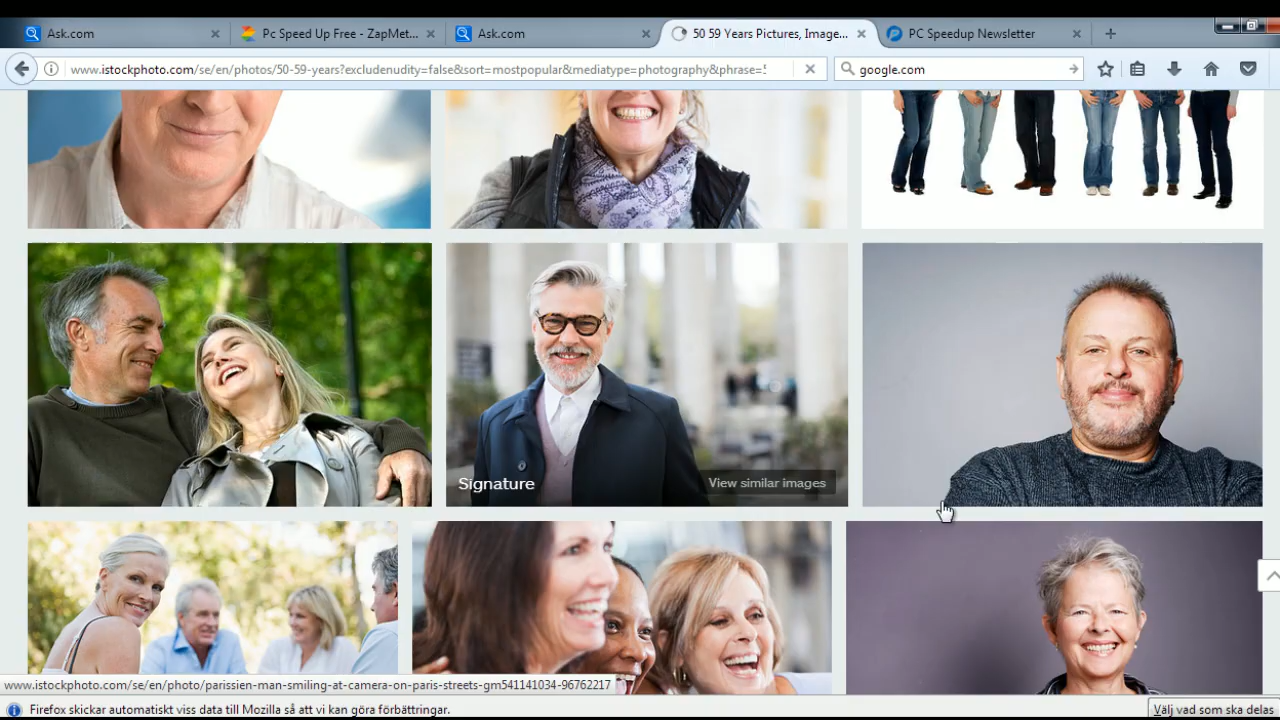 Ask.com
Pc Speed Up Free - ZapMet...
Ask.com
50 59 Years Pictures, Image...
PC Speedup Newsletter
www.istockphoto.com/se/en/photos/50-59-years?excludenudity=false&sort=mostpopular&mediatype=photography&phrase=
google.com
Signature
View similar images
www.istockphoto.com/se/en/photo/parissien-man-smiling-at-camera-on-paris-streets-gm541141034-96762217
Firefox skickar automatiskt viss data till Mozilla så att vi kan göra förbättringar.
Välj vad som ska delas